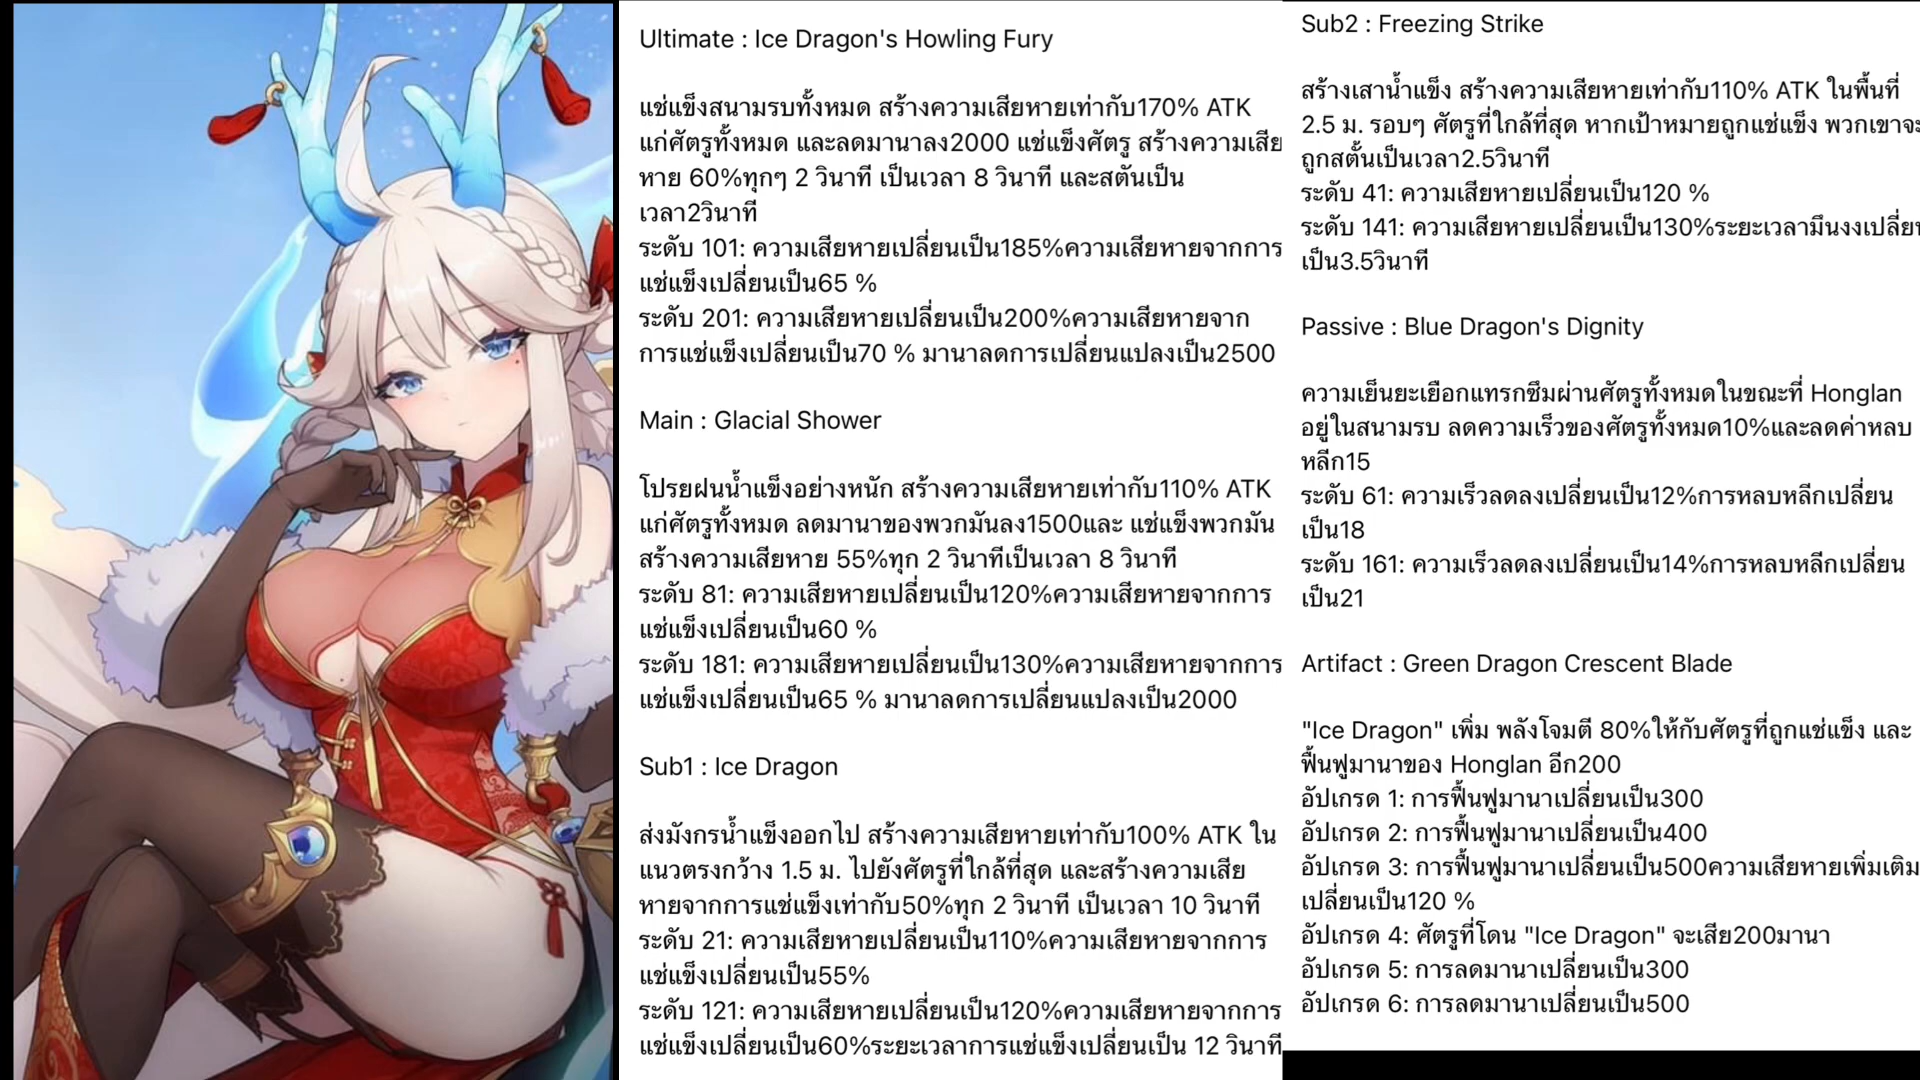 Ultimate : Ice Dragon's Howling Fury
แช่แข็งสนามรบทั้งหมด สร้างความเสียหายเท่ากับ170% ATK
แก่ศัตรูทั้งหมด และลดมานาลง2000 แช่แข็งศัตรู สร้างความเสีย
หาย 60%ทุกๆ 2 วินาที เป็นเวลา 8 วินาที และสตั๊นเป็น
เวลา2วินาที
ระดับ 101: ความเสียหายเปลี่ยนเป็น185%ความเสียหายจากการ
แช่แข็งเปลี่ยนเป็น65 %
ระดับ 201: ความเสียหายเปลี่ยนเป็น200%ความเสียหายจาก
การแช่แข็งเปลี่ยนเป็น70 % มานาลดการเปลี่ยนแปลงเป็น2500
Main : Glacial Shower
โปรยฝนน้ำแข็งอย่างหนัก สร้างความเสียหายเท่ากับ110% ATK
แก่ศัตรูทั้งหมด ลดมานาของพวกมันลง1500และ แช่แข็งพวกมัน
สร้างความเสียหาย 55%ทุก 2 วินาทีเป็นเวลา 8 วินาที
ระดับ 81: ความเสียหายเปลี่ยนเป็น120%ความเสียหายจากการ
แช่แข็งเปลี่ยนเป็น60 %
ระดับ 181: ความเสียหายเปลี่ยนเป็น130%ความเสียหายจากการ
แช่แข็งเปลี่ยนเป็น65 % มานาลดการเปลี่ยนแปลงเป็น2000
Sub1 : Ice Dragon
ส่งมังกรน้ำแข็งออกไป สร้างความเสียหายเท่ากับ100% ATK ใน
แนวตรงกว้าง 1.5 ม. ไปยังศัตรูที่ใกล้ที่สุด และสร้างความเสีย
หายจากการแช่แข็งเท่ากับ50%ทุก 2 วินาที เป็นเวลา 10 วินาที
ระดับ 21: ความเสียหายเปลี่ยนเป็น110%ความเสียหายจากการ
แช่แข็งเปลี่ยนเป็น55%
ระดับ 121: ความเสียหายเปลี่ยนเป็น120%ความเสียหายจากการ
แช่แข็งเปลี่ยนเป็น60%ระยะเวลาการแช่แข็งเปลี่ยนเป็น 12 วินาที
Sub2 : Freezing Strike
สร้างเสาน้ำแข็ง สร้างความเสียหายเท่ากับ110% ATK ในพื้นที่
2.5 ม. รอบๆ ศัตรูที่ใกล้ที่สุด หากเป้าหมายถูกแช่แข็ง พวกเขาจะ
ถูกสตั้นเป็นเวลา2.5วินาที
ระดับ 41: ความเสียหายเปลี่ยนเป็น120 %
ระดับ 141: ความเสียหายเปลี่ยนเป็น130%ระยะเวลามึนงงเปลี่ยน
เป็น3.5วินาที
Passive : Blue Dragon's Dignity
ความเย็นยะเยือกแทรกซึมผ่านศัตรูทั้งหมดในขณะที่ Honglan
อยู่ในสนามรบ ลดความเร็วของศัตรูทั้งหมด10%และลดค่าหลบ
หลีก15
ระดับ 61: ความเร็วลดลงเปลี่ยนเป็น12%การหลบหลีกเปลี่ยน
เป็น18
ระดับ 161: ความเร็วลดลงเปลี่ยนเป็น14%การหลบหลีกเปลี่ยน
เป็น21
Artifact : Green Dragon Crescent Blade
"Ice Dragon" เพิ่ม พลังโจมตี 80%ให้กับศัตรูที่ถูกแช่แข็ง และ
ฟื้นฟูมานาของ Honglan อีก200
อัปเกรด 1: การฟื้นฟูมานาเปลี่ยนเป็น300
อัปเกรด 2: การฟื้นฟูมานาเปลี่ยนเป็น400
อัปเกรด 3: การฟื้นฟูมานาเปลี่ยนเป็น500ความเสียหายเพิ่มเติม
เปลี่ยนเป็น120 %
อัปเกรด 4: ศัตรูที่โดน "Ice Dragon" จะเสีย200มานา
อัปเกรด 5: การลดมานาเปลี่ยนเป็น300
อัปเกรด 6: การลดมานาเปลี่ยนเป็น500